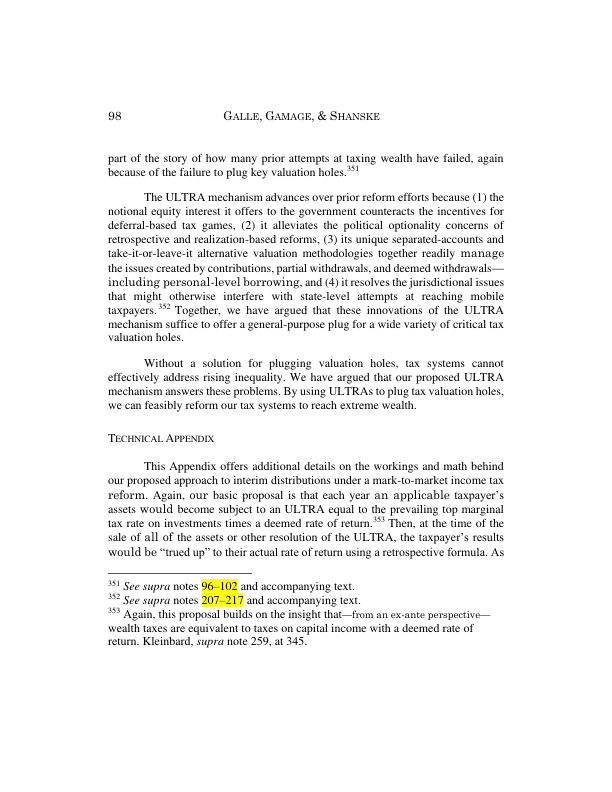 98 GALLE, GAMAGE, & SHANSKE
part of the story of how many prior attempts at taxing wealth have failed, again
because of the failure to plug key valuation holes.351
The ULTRA mechanism advances over prior reform efforts because (1) the
notional equity interest it offers to the government counteracts the incentives for
deferral-based tax games, (2) it alleviates the political optionality concerns of
retrospective and realization-based reforms, (3) its unique separated-accounts and
take-it-or-leave-it alternative valuation methodologies together readily manage
the issues created by contributions, partial withdrawals, and deemed withdrawals—
including personal-level borrowing, and (4) it resolves the jurisdictional issues
that might otherwise interfere with state-level attempts at reaching mobile
taxpayers.352 Together, we have argued that these innovations of the ULTRA
mechanism suffice to offer a general-purpose plug for a wide variety of critical tax
valuation holes.
Without a solution for plugging valuation holes, tax systems cannot
effectively address rising inequality. We have argued that our proposed ULTRA
mechanism answers these problems. By using ULTRAs to plug tax valuation holes,
we can feasibly reform our tax systems to reach extreme wealth.
TECHNICAL APPENDIX
This Appendix offers additional details on the workings and math behind
our proposed approach to interim distributions under a mark-to-market income tax
reform. Again, our basic proposal is that each year an applicable taxpayer's
assets would become subject to an ULTRA equal to the prevailing top marginal
tax rate on investments times a deemed rate of return.353 Then, at the time of the
sale of all of the assets or other resolution of the ULTRA, the taxpayer's results
would be “trued up” to their actual rate of return using a retrospective formula. As
351 See supra notes 96–102 and accompanying text.
352 See supra notes 207–217 and accompanying text.
353 Again, this proposal builds on the insight that—from an ex-ante perspective—
wealth taxes are equivalent to taxes on capital income with a deemed rate of
return. Kleinbard, supra note 259, at 345.